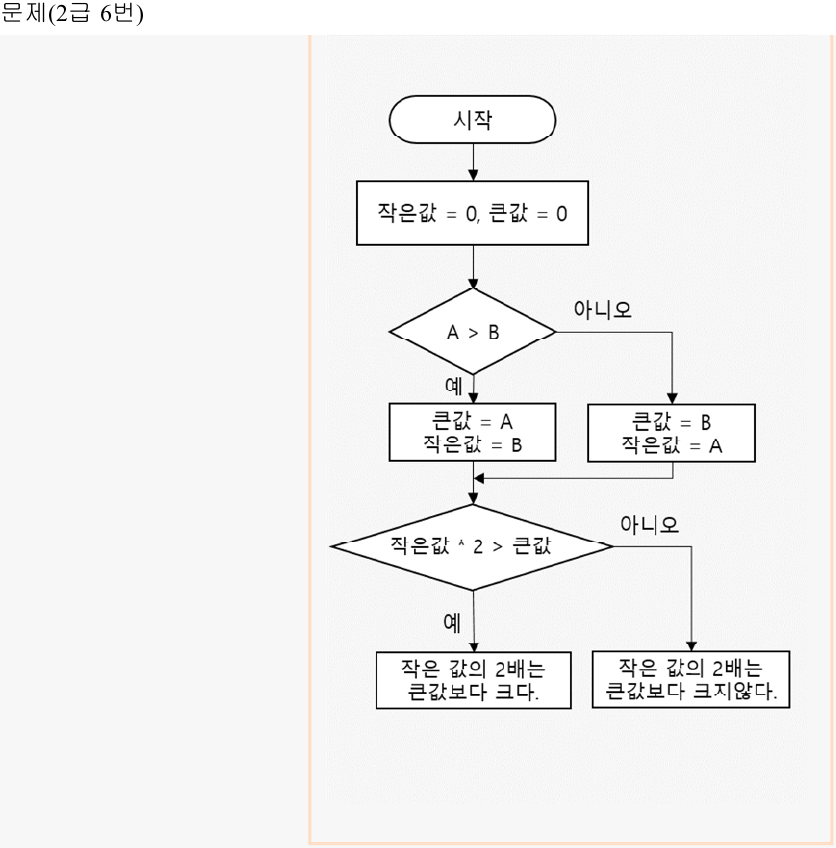 문제(2급 6번)
시작
작은값 = 0, 큰값 = 0
A > B
아니오
예
큰값 = A
직은값 = B
큰값 = B
작은값 = A
작은값 * 2 > 큰값
아니오
예
작은 값의 2배는
큰값보다 크다.
작은 값의 2배는
큰값보다 크지않다.